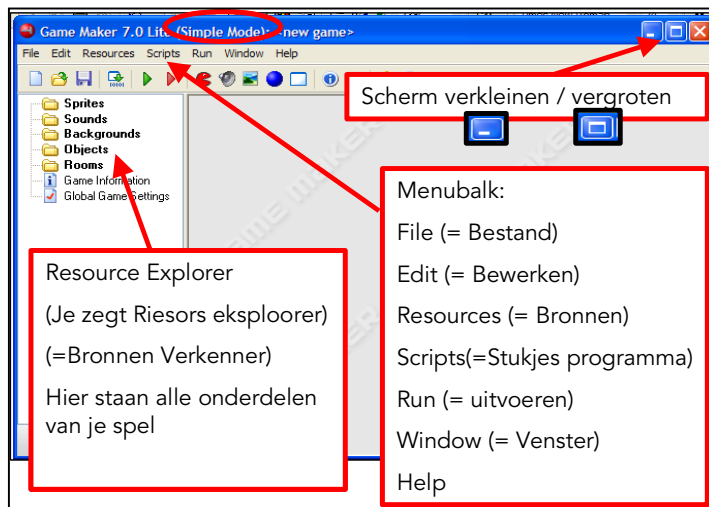 Game Maker 7.0 Lite (Simple Mode): <new game>
File Edit Resources Scripts Run Window Help
Scherm verkleinen / vergroten
Sprites
Sounds
Backgrounds
Objects
Rooms
Game Information
Global Game Settings
Resource Explorer
(Je zegt Riesors eksploorer)
(=Bronnen Verkenner)
Hier staan alle onderdelen
van je spel
Menubalk:
File (= Bestand)
Edit (= Bewerken)
Resources (= Bronnen)
Scripts(=Stukjes programma)
Run (= uitvoeren)
Window (= Venster)
Help